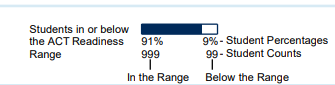 Students in or below
the ACT Readiness 91% 9% - Student Percentages
Range 999 99 - Student Counts
In the Range Below the Range